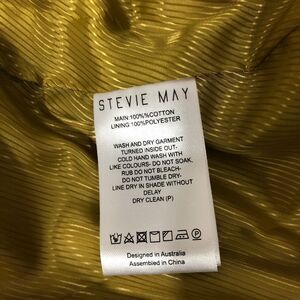 STEVIE MAY
MAIN:100%%COTTON
LINING:100%POLYESTER
WASH AND DRY GARMENT
TURNED INSIDE OUT-
COLD HAND WASH WITH
LIKE COLOURS- DO NOT SOAK,
RUB DO NOT BLEACH-
DO NOT TUMBLE DRY-
LINE DRY IN SHADE WITHOUT
DELAY
DRY CLEAN (P)
P
Designed in Australia
Assembled in China